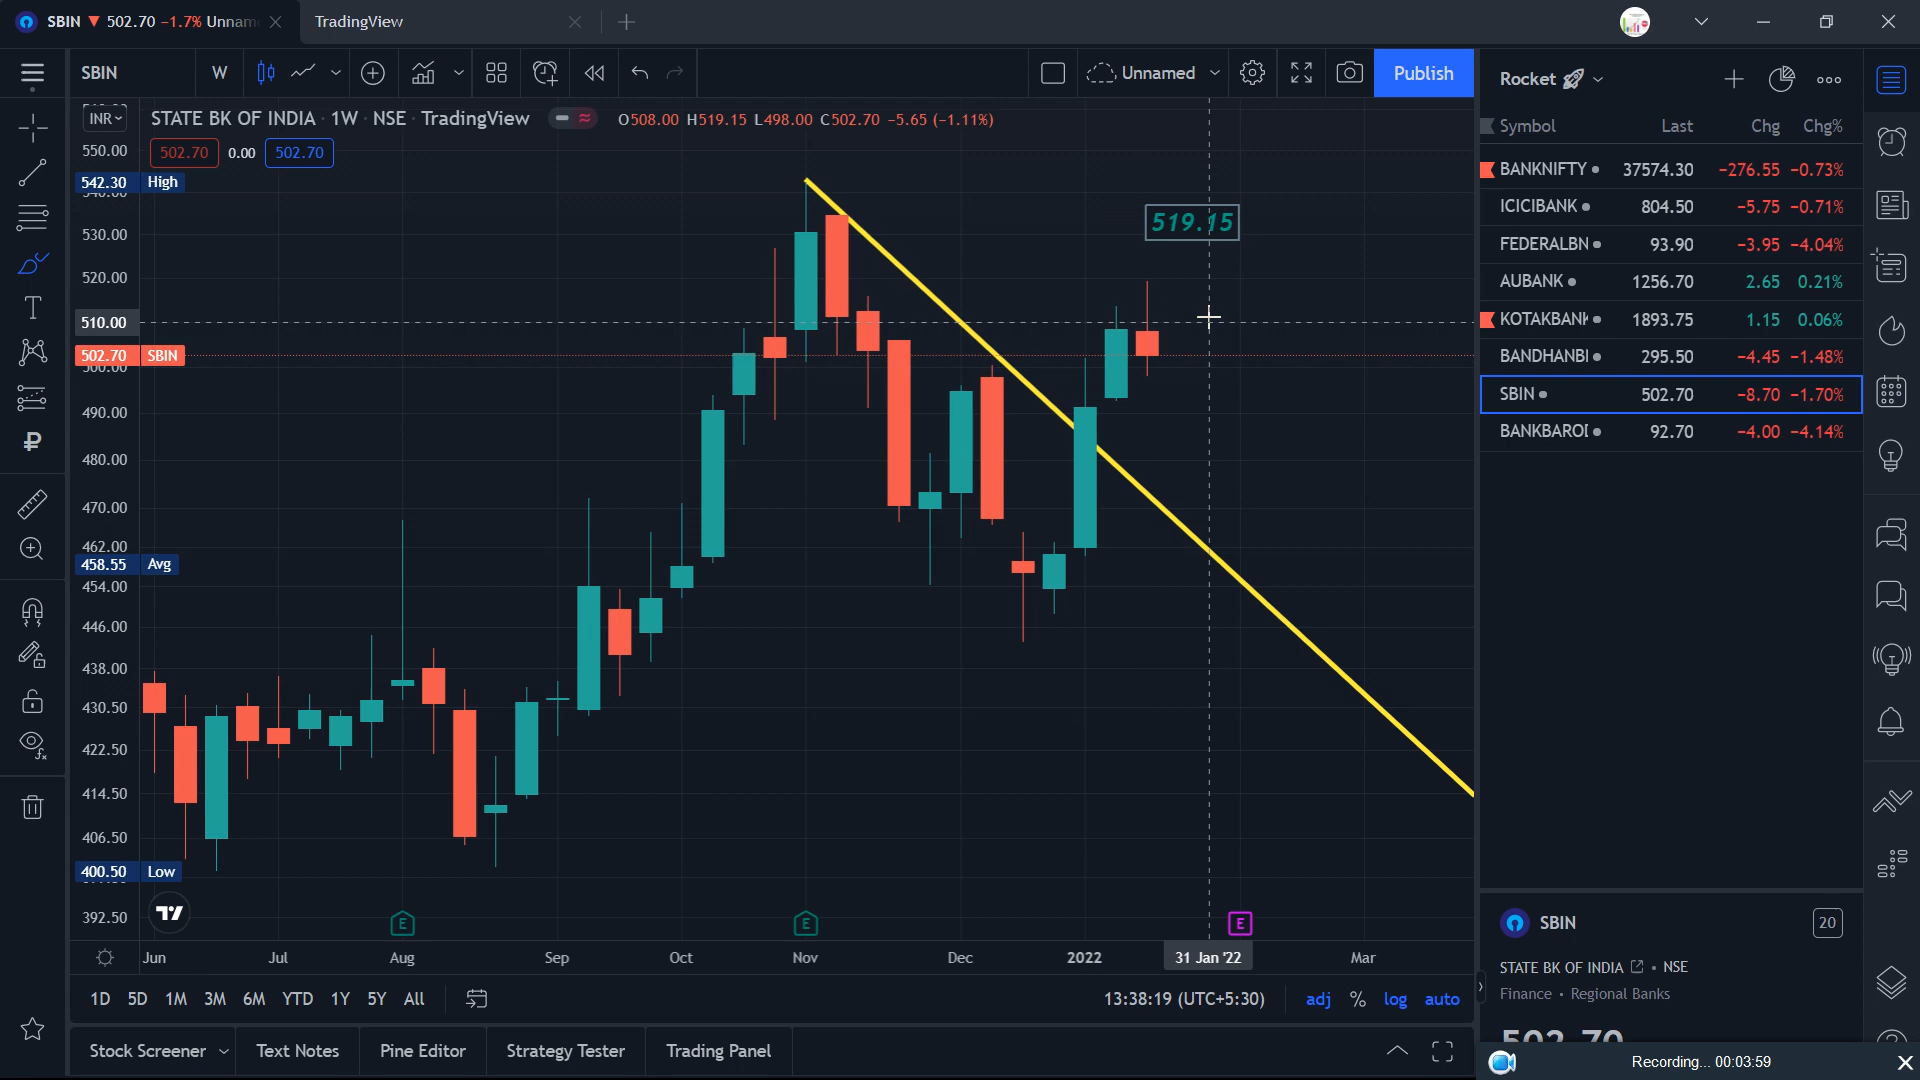 SBIN ▼ 502.70 −1.7% Unnam
TradingView
SBIN
W
Unnamed
Publish
Rocket 🚀
Symbol Last Chg Chg%
INR
STATE BK OF INDIA · 1W · NSE · TradingView
O508.00 H519.15 L498.00 C502.70 −5.65 (−1.11%)
502.70 0.00 502.70
550.00
542.30 High
530.00
520.00
510.00
502.70 SBIN
500.00
490.00
480.00
470.00
462.00
458.55 Avg
454.00
446.00
438.00
430.50
422.50
414.50
406.50
400.50 Low
392.50
519.15
BANKNIFTY 37574.30 −276.55 −0.73%
ICICIBANK 804.50 −5.75 −0.71%
FEDERALBN 93.90 −3.95 −4.04%
AUBANK 1256.70 2.65 0.21%
KOTAKBANK 1893.75 1.15 0.06%
BANDHANBI 295.50 −4.45 −1.48%
SBIN 502.70 −8.70 −1.70%
BANKBAROI 92.70 −4.00 −4.14%
E E E
Jun Jul Aug Sep Oct Nov Dec 2022 31 Jan '22 Mar
1D 5D 1M 3M 6M YTD 1Y 5Y All
13:38:19 (UTC+5:30) adj % log auto
Stock Screener Text Notes Pine Editor Strategy Tester Trading Panel
SBIN
20
STATE BK OF INDIA • NSE
Finance • Regional Banks
502.70
Recording... 00:03:59